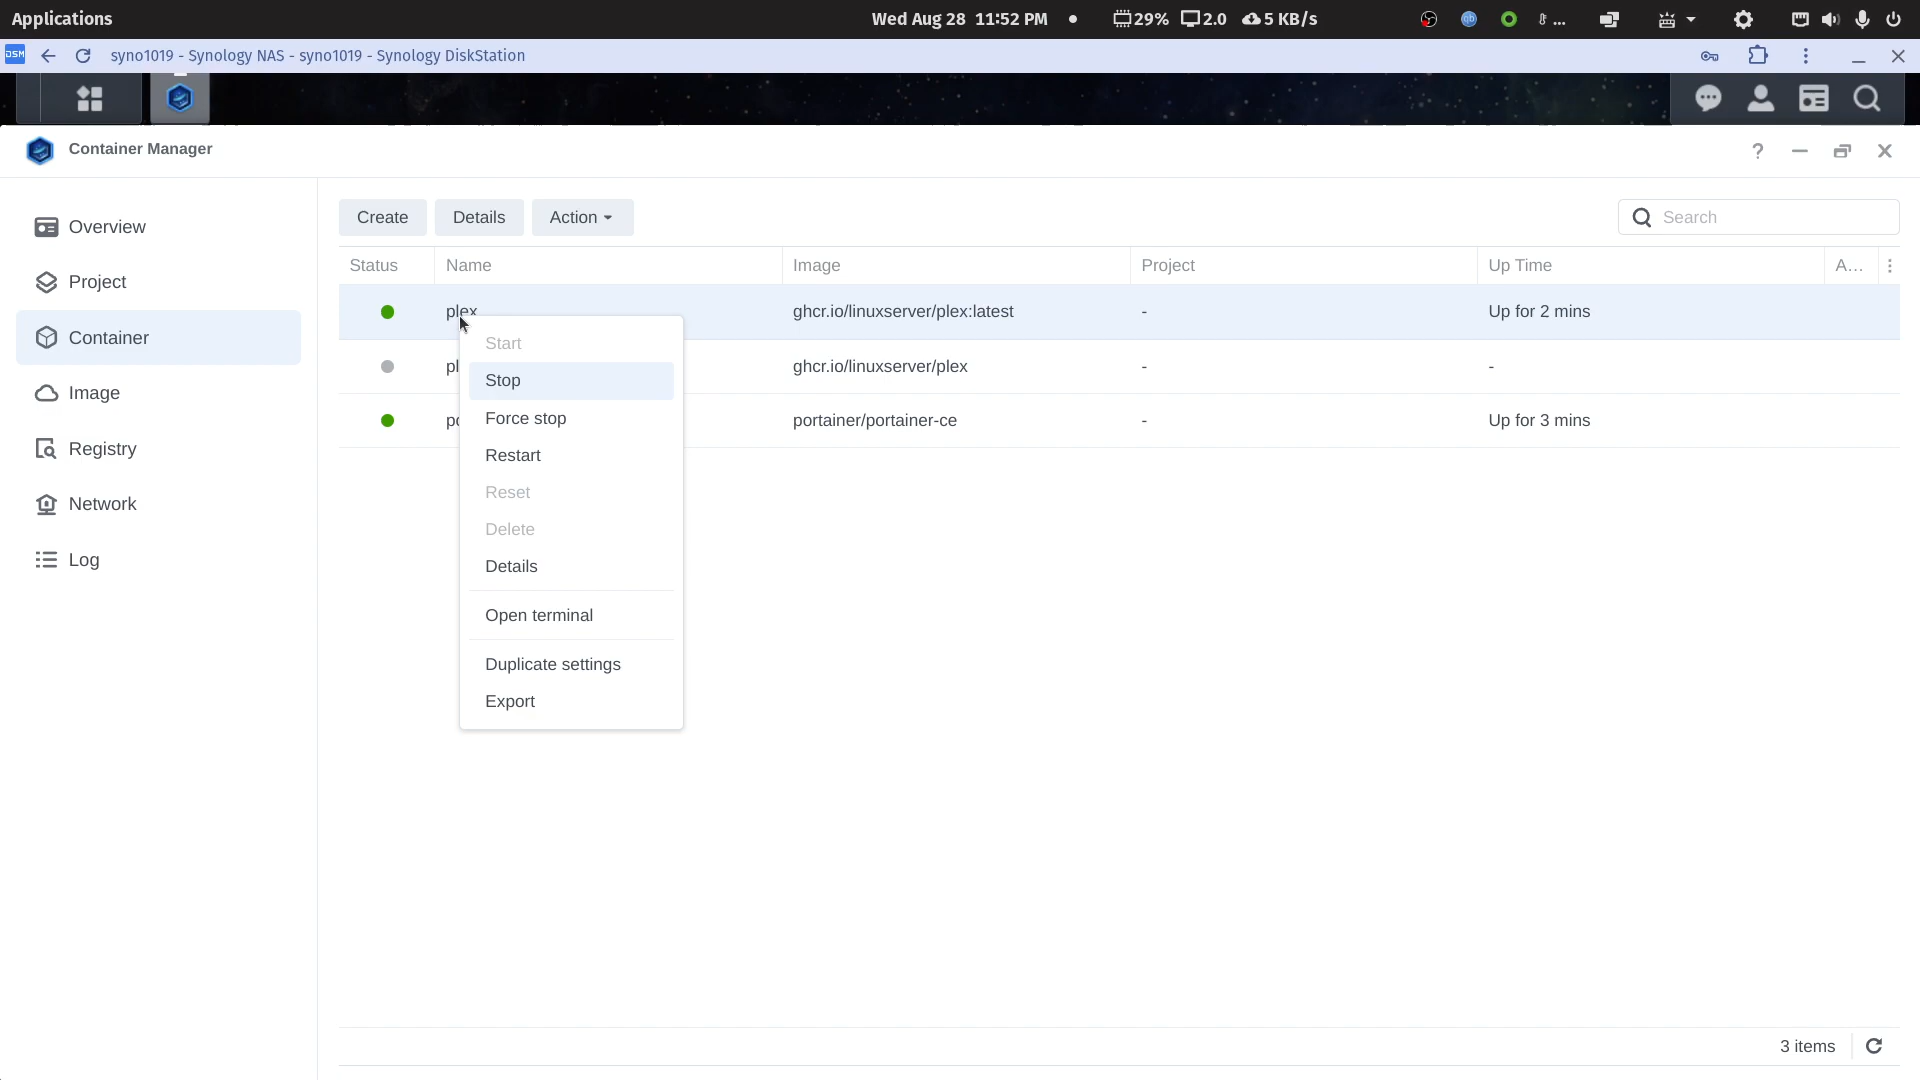 Applications
Wed Aug 28 11:52 PM
29% 2.0 5 KB/s
...
DSM
syno1019 - Synology NAS - syno1019 - Synology DiskStation
Container Manager
?
Overview
Project
Container
Image
Registry
Network
Log
Create Details Action
Search
Status Name Image Project Up Time A...
plex ghcr.io/linuxserver/plex:latest - Up for 2 mins
pl ghcr.io/linuxserver/plex - -
portainer/portainer-ce - Up for 3 mins
Start
Stop
Force stop
Restart
Reset
Delete
Details
Open terminal
Duplicate settings
Export
3 items